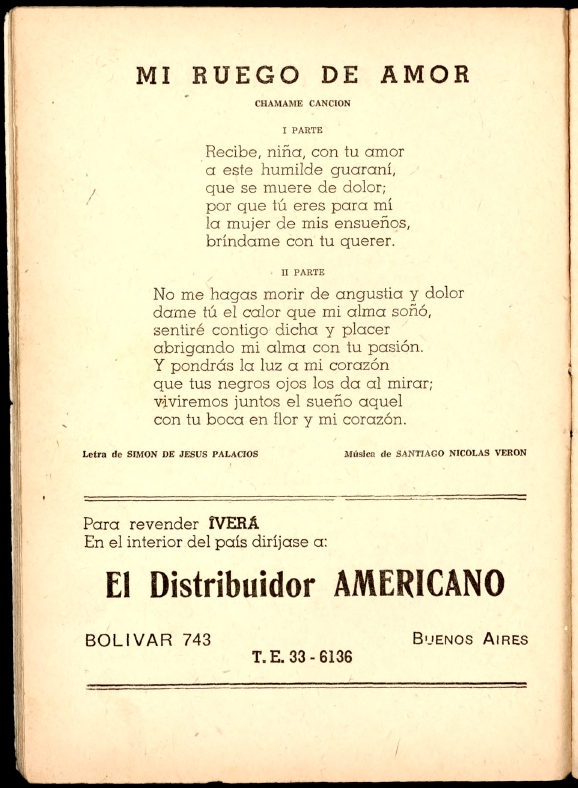 MI RUEGO DE AMOR
CHAMAME CANCION
I PARTE
Recibe, niña, con tu amor
a este humilde guaraní,
que se muere de dolor;
por que tú eres para mí
la mujer de mis ensueños,
bríndame con tu querer.
II PARTE
No me hagas morir de angustia y dolor
dame tú el calor que mi alma soñó,
sentiré contigo dicha y placer
abrigando mi alma con tu pasión.
Y pondrás la luz a mi corazón
que tus negros ojos los da al mirar;
viviremos juntos el sueño aquel
con tu boca en flor y mi corazón.
Letra de SIMON DE JESUS PALACIOS Música de SANTIAGO NICOLAS VERON
Para revender ÎVERÁ
En el interior del país diríjase a:
El Distribuidor AMERICANO
BOLIVAR 743 BUENOS AIRES
T. E. 33 - 6136